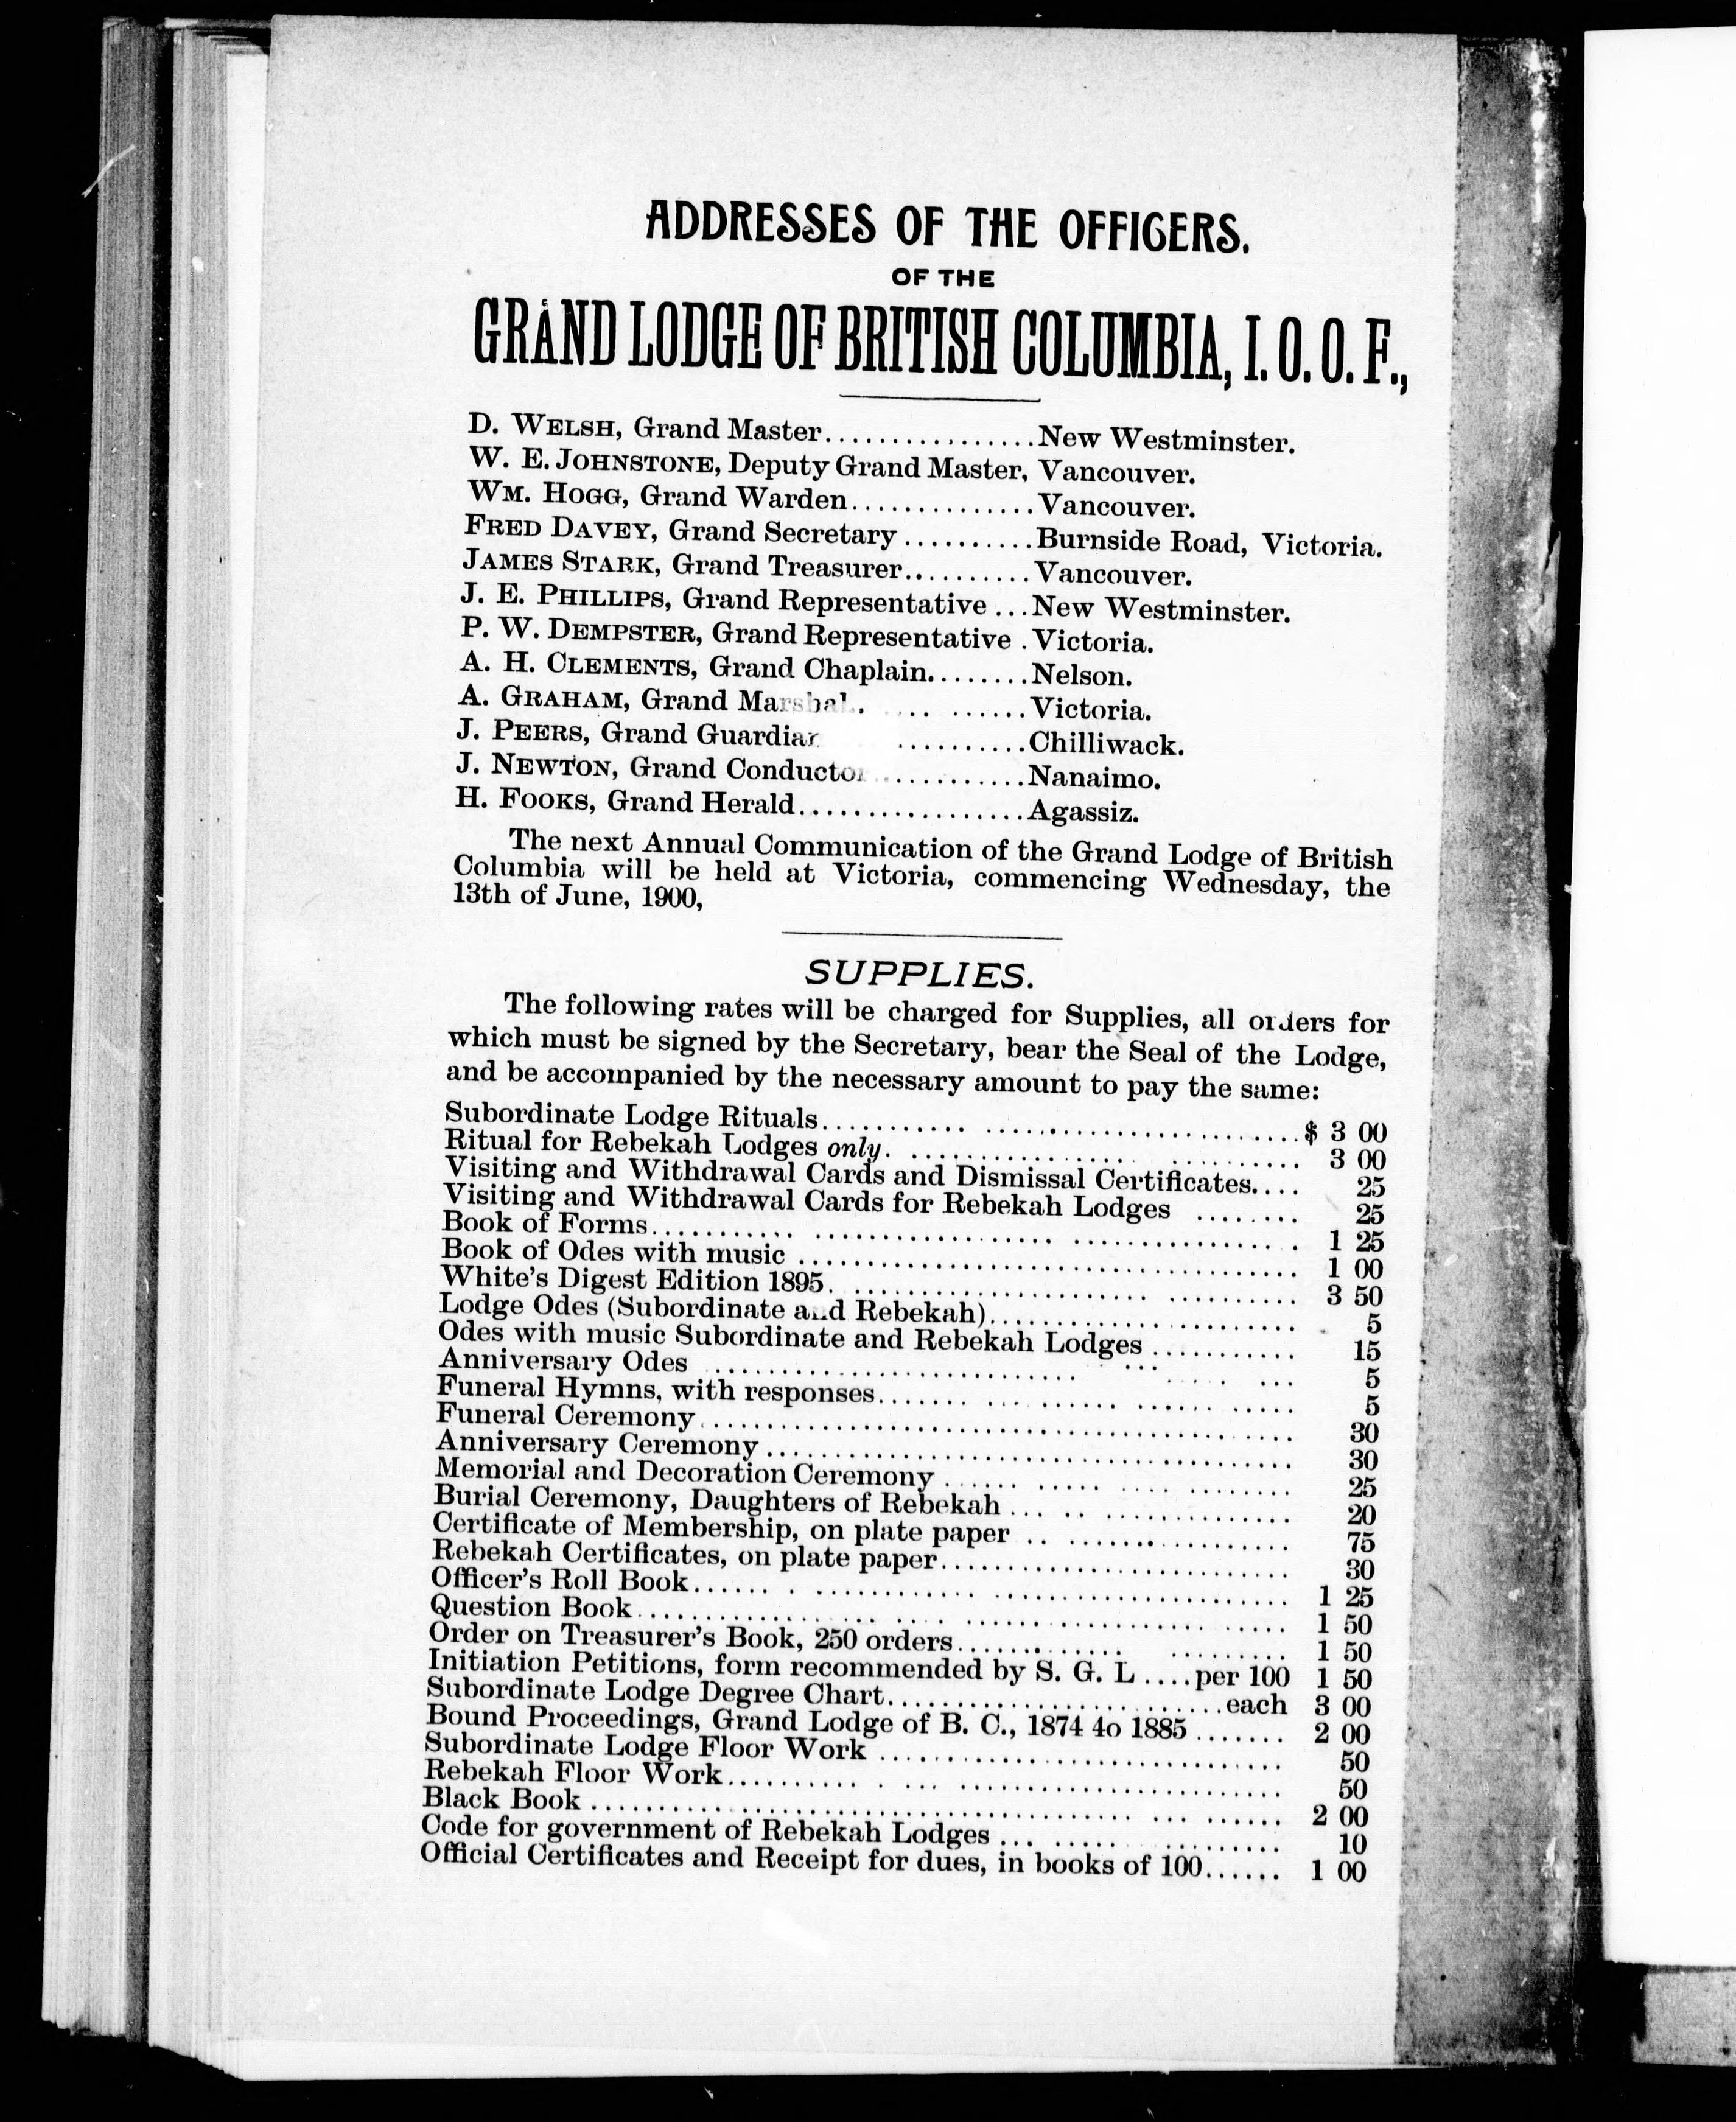 ADDRESSES OF THE OFFICERS.
OF THE
GRAND LODGE OF BRITISH COLUMBIA, I. O. O. F.,
D. WELSH, Grand Master................New Westminster.
W. E. JOHNSTONE, Deputy Grand Master, Vancouver.
WM. HOGG, Grand Warden..............Vancouver.
FRED DAVEY, Grand Secretary..........Burnside Road, Victoria.
JAMES STARK, Grand Treasurer..........Vancouver.
J. E. PHILLIPS, Grand Representative...New Westminster.
P. W. DEMPSTER, Grand Representative . Victoria.
A. H. CLEMENTS, Grand Chaplain........Nelson.
A. GRAHAM, Grand Marshal.. .. ......Victoria.
J. PEERS, Grand Guardian ..........Chilliwack.
J. NEWTON, Grand Conductor ...........Nanaimo.
H. FOOKS, Grand Herald.................Agassiz.
The next Annual Communication of the Grand Lodge of British
Columbia will be held at Victoria, commencing Wednesday, the
13th of June, 1900,
SUPPLIES.
The following rates will be charged for Supplies, all orders for
which must be signed by the Secretary, bear the Seal of the Lodge,
and be accompanied by the necessary amount to pay the same:
Subordinate Lodge Rituals..................................$ 3 00
Ritual for Rebekah Lodges only. .............................. 3 00
Visiting and Withdrawal Cards and Dismissal Certificates.... 25
Visiting and Withdrawal Cards for Rebekah Lodges ........ 25
Book of Forms.............................................. 1 25
Book of Odes with music .................................... 1 00
White's Digest Edition 1895. ................................ 3 50
Lodge Odes (Subordinate and Rebekah)....................... 5
Odes with music Subordinate and Rebekah Lodges ........... 15
Anniversary Odes ........................................ 5
Funeral Hymns, with responses.............................. 5
Funeral Ceremony........................................... 30
Anniversary Ceremony....................................... 30
Memorial and Decoration Ceremony ......................... 25
Burial Ceremony, Daughters of Rebekah ... .. .............. 20
Certificate of Membership, on plate paper .. ................ 75
Rebekah Certificates, on plate paper.......................... 30
Officer's Roll Book...... . .................................. 1 25
Question Book.............................................. 1 50
Order on Treasurer's Book, 250 orders....................... 1 50
Initiation Petitions, form recommended by S. G. L ....per 100 1 50
Subordinate Lodge Degree Chart.........................each 3 00
Bound Proceedings, Grand Lodge of B. C., 1874 4o 1885 ....... 2 00
Subordinate Lodge Floor Work .............................. 50
Rebekah Floor Work.......... . ... ........................ 50
Black Book ................................................ 2 00
Code for government of Rebekah Lodges ... ..... ........ 10
Official Certificates and Receipt for dues, in books of 100...... 1 00